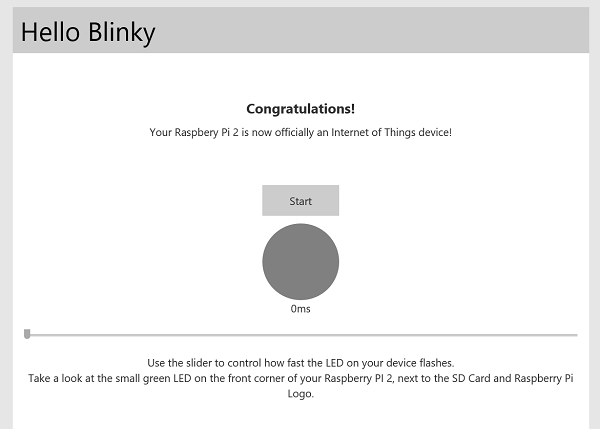 Hello Blinky
Congratulations!
Your Raspbery Pi 2 is now officially an Internet of Things device!
Start
0ms
Use the slider to control how fast the LED on your device flashes.
Take a look at the small green LED on the front corner of your Raspberry PI 2, next to the SD Card and Raspberry Pi
Logo.